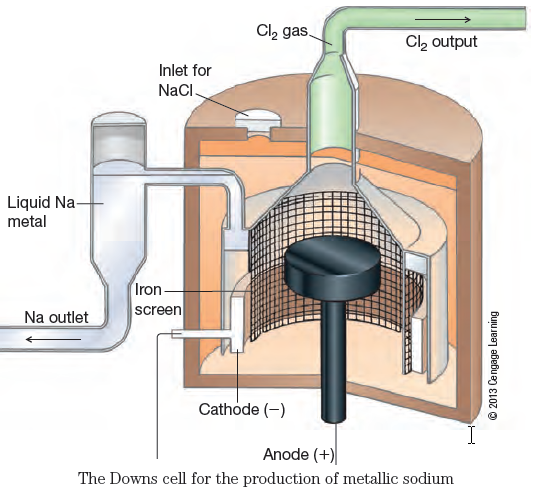 Cl₂ gas
Cl₂ output
Inlet for
NaCl
Liquid Na
metal
Iron
screen
Na outlet
Cathode (−)
Anode (+)
© 2013 Cengage Learning
The Downs cell for the production of metallic sodium